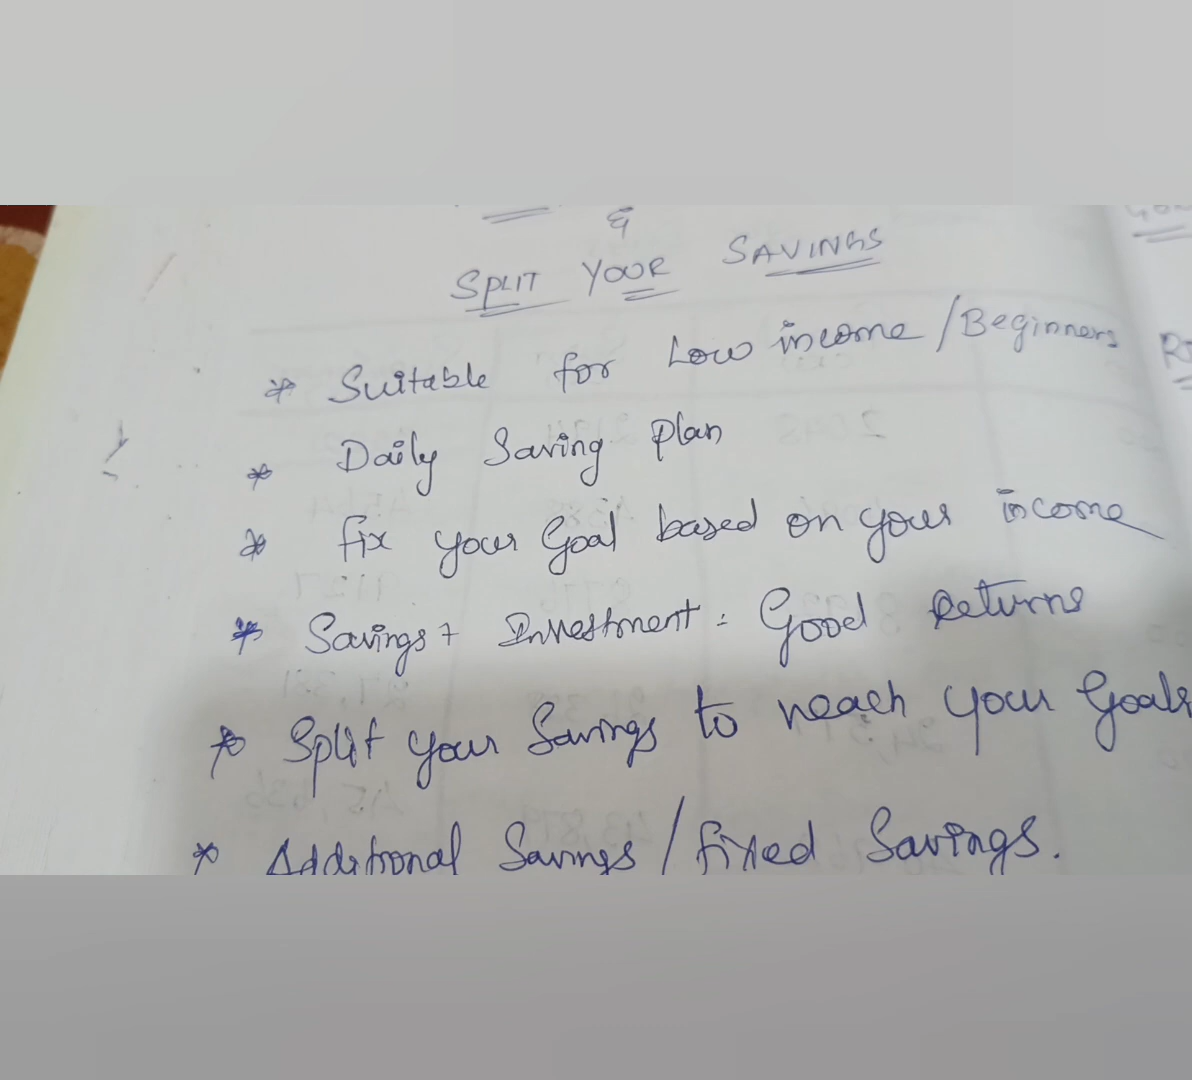 &
SPLIT YOUR SAVINGS
* Suitable for Low income / Beginners
* Daily Saving Plan
* fix your Goal based on your income
* Savings + Investment = Good Returns
* Split your Savings to reach your Goals
* Additional Savings / fixed Savings.